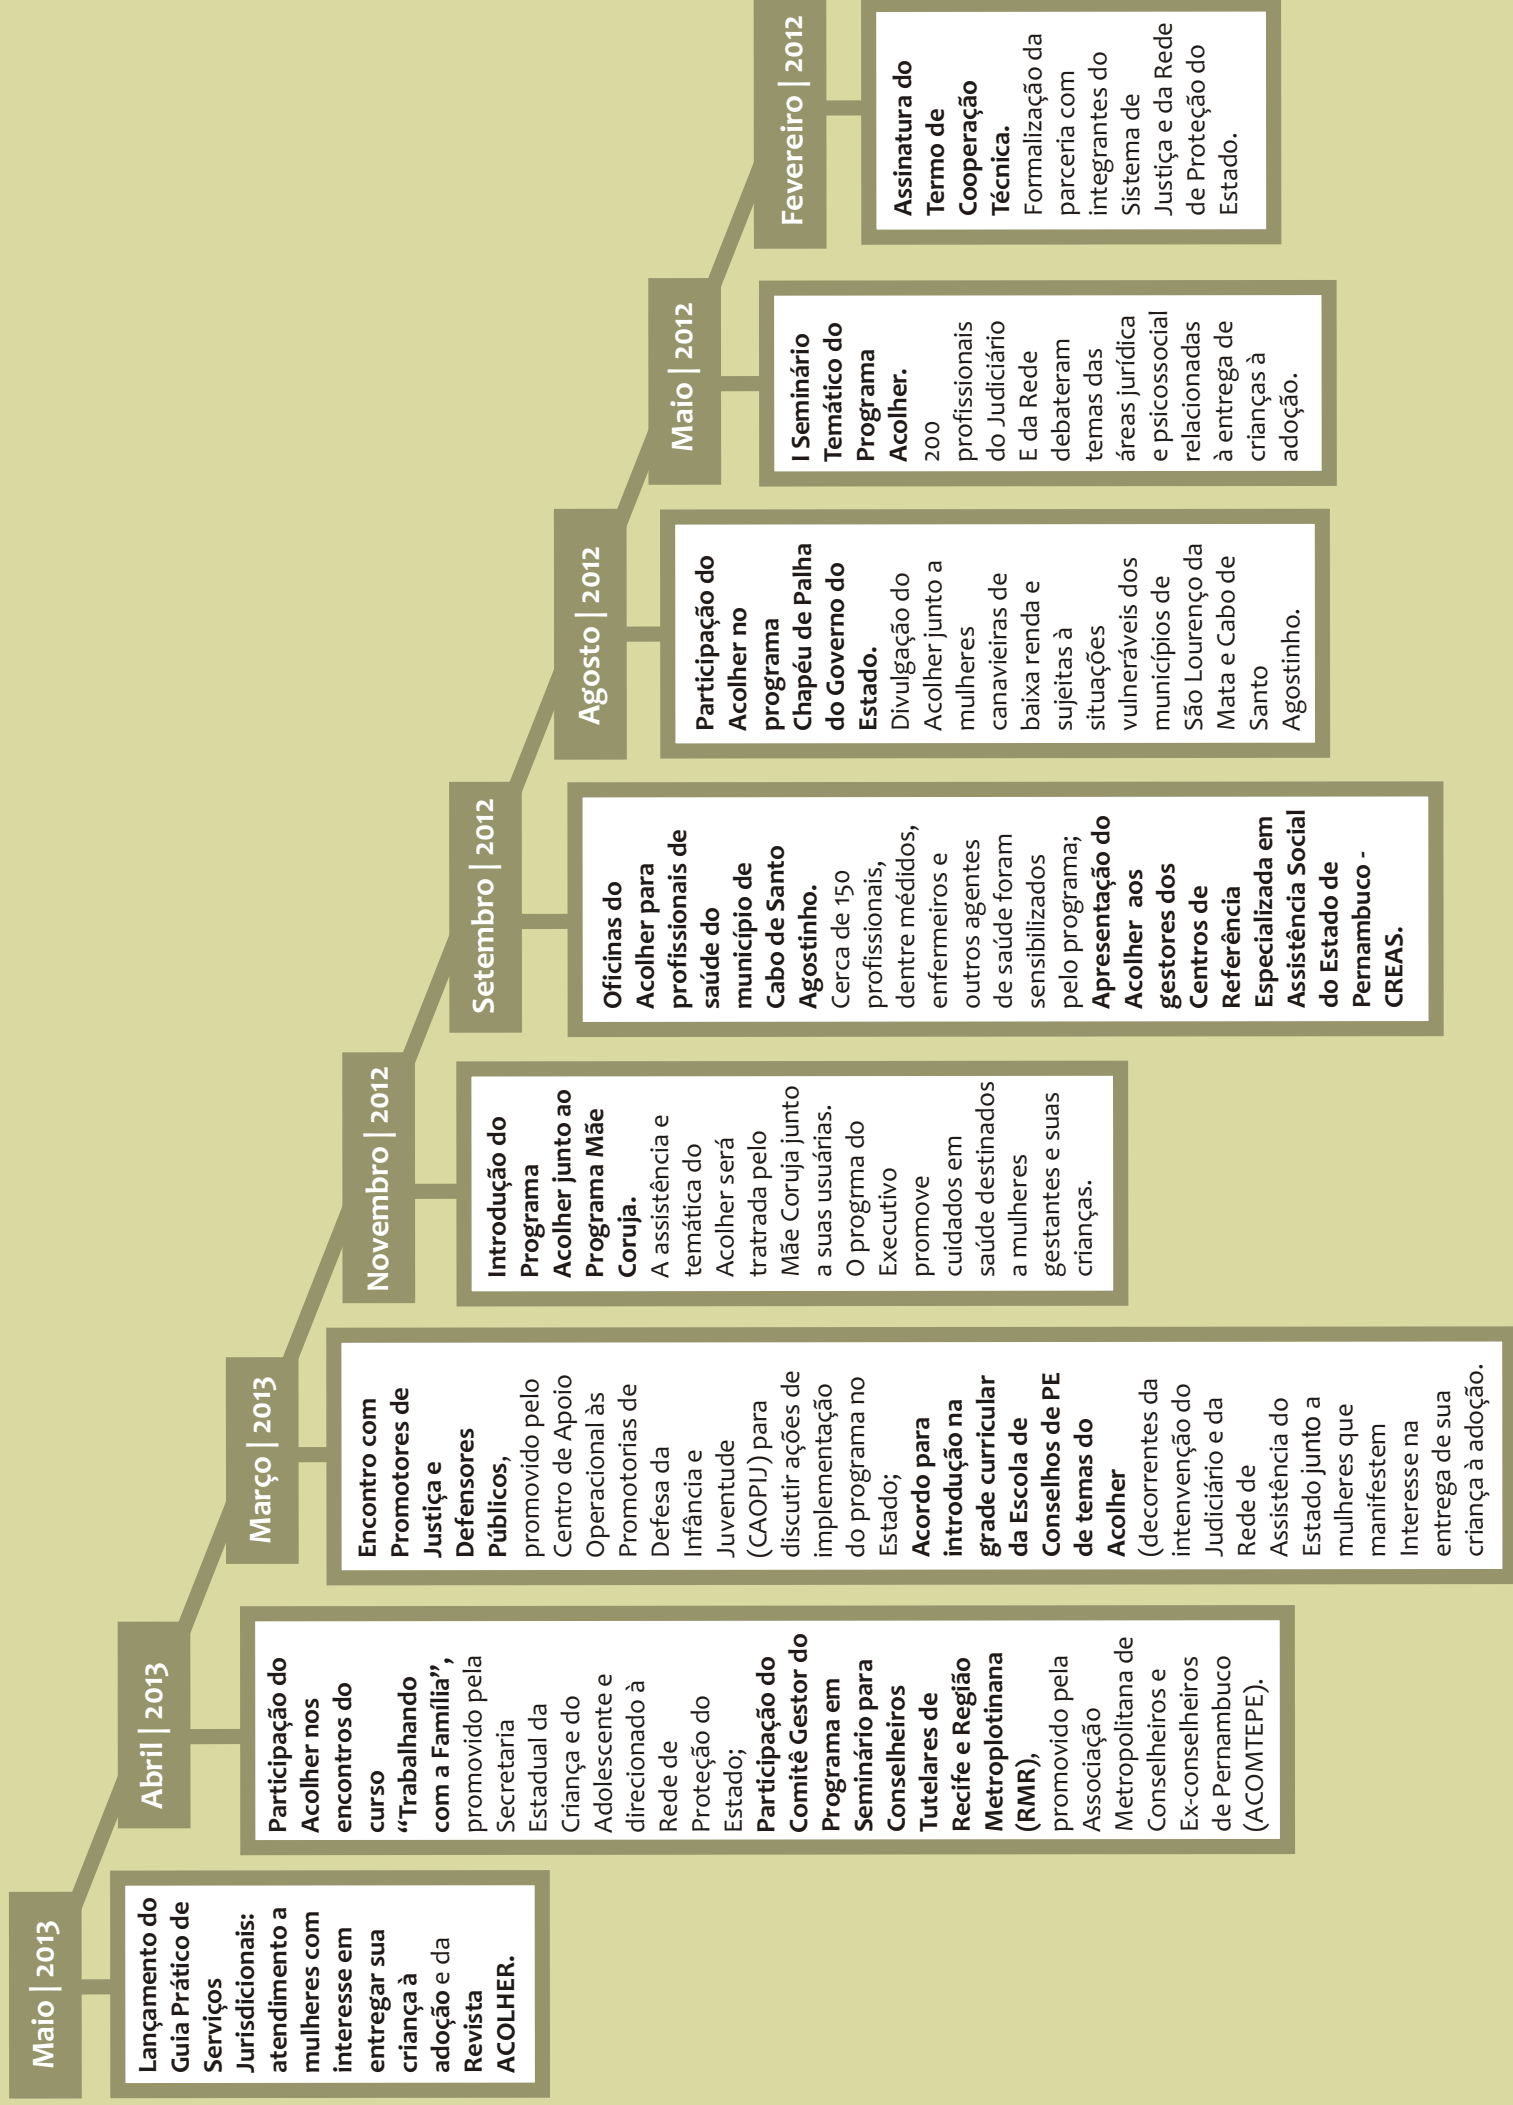 Maio | 2013
Lançamento do
Guia Prático de
Serviços
Jurisdicionais:
atendimento a
mulheres com
interesse em
entregar sua
criança à
adoção e da
Revista
ACOLHER.
Abril | 2013
Participação do
Acolher nos
encontros do
curso
“Trabalhando
com a Família”,
promovido pela
Secretaria
Estadual da
Criança e do
Adolescente e
direcionado à
Rede de
Proteção do
Estado;
Participação do
Comitê Gestor do
Programa em
Seminário para
Conselheiros
Tutelares de
Recife e Região
Metroplotinana
(RMR),
promovido pela
Associação
Metropolitana de
Conselheiros e
Ex-conselheiros
de Pernambuco
(ACOMTEPE).
Março | 2013
Encontro com
Promotores de
Justiça e
Defensores
Públicos,
promovido pelo
Centro de Apoio
Operacional às
Promotorias de
Defesa da
Infância e
Juventude
(CAOPIJ) para
discutir ações de
implementação
do programa no
Estado;
Acordo para
introdução na
grade curricular
da Escola de
Conselhos de PE
de temas do
Acolher
(decorrentes da
intenvenção do
Judiciário e da
Rede de
Assistência do
Estado junto a
mulheres que
manifestem
Interesse na
entrega de sua
criança à adoção.
Novembro | 2012
Introdução do
Programa
Acolher junto ao
Programa Mãe
Coruja.
A assistência e
temática do
Acolher será
tratrada pelo
Mãe Coruja junto
a suas usuárias.
O progrma do
Executivo
promove
cuidados em
saúde destinados
a mulheres
gestantes e suas
crianças.
Setembro | 2012
Oficinas do
Acolher para
profissionais de
saúde do
município de
Cabo de Santo
Agostinho.
Cerca de 150
profissionais,
dentre médidos,
enfermeiros e
outros agentes
de saúde foram
sensibilizados
pelo programa;
Apresentação do
Acolher aos
gestores dos
Centros de
Referência
Especializada em
Assistência Social
do Estado de
Pernambuco -
CREAS.
Agosto | 2012
Participação do
Acolher no
programa
Chapéu de Palha
do Governo do
Estado.
Divulgação do
Acolher junto a
mulheres
canavieiras de
baixa renda e
sujeitas à
situações
vulneráveis dos
municípios de
São Lourenço da
Mata e Cabo de
Santo
Agostinho.
Maio | 2012
I Seminário
Temático do
Programa
Acolher.
200
profissionais
do Judiciário
E da Rede
debateram
temas das
áreas jurídica
e psicossocial
relacionadas
à entrega de
crianças à
adoção.
Fevereiro | 2012
Assinatura do
Termo de
Cooperação
Técnica.
Formalização da
parceria com
integrantes do
Sistema de
Justiça e da Rede
de Proteção do
Estado.